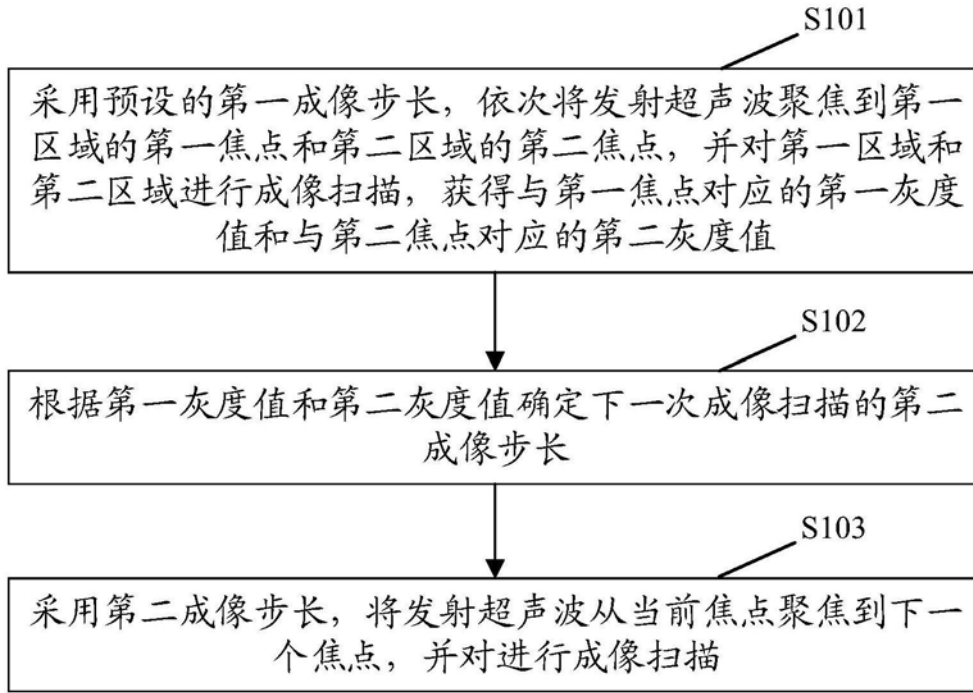 S101
采用预设的第一成像步长，依次将发射超声波聚焦到第一
区域的第一焦点和第二区域的第二焦点，并对第一区域和
第二区域进行成像扫描，获得与第一焦点对应的第一灰度
值和与第二焦点对应的第二灰度值
S102
根据第一灰度值和第二灰度值确定下一次成像扫描的第二
成像步长
S103
采用第二成像步长，将发射超声波从当前焦点聚焦到下一
个焦点，并对进行成像扫描